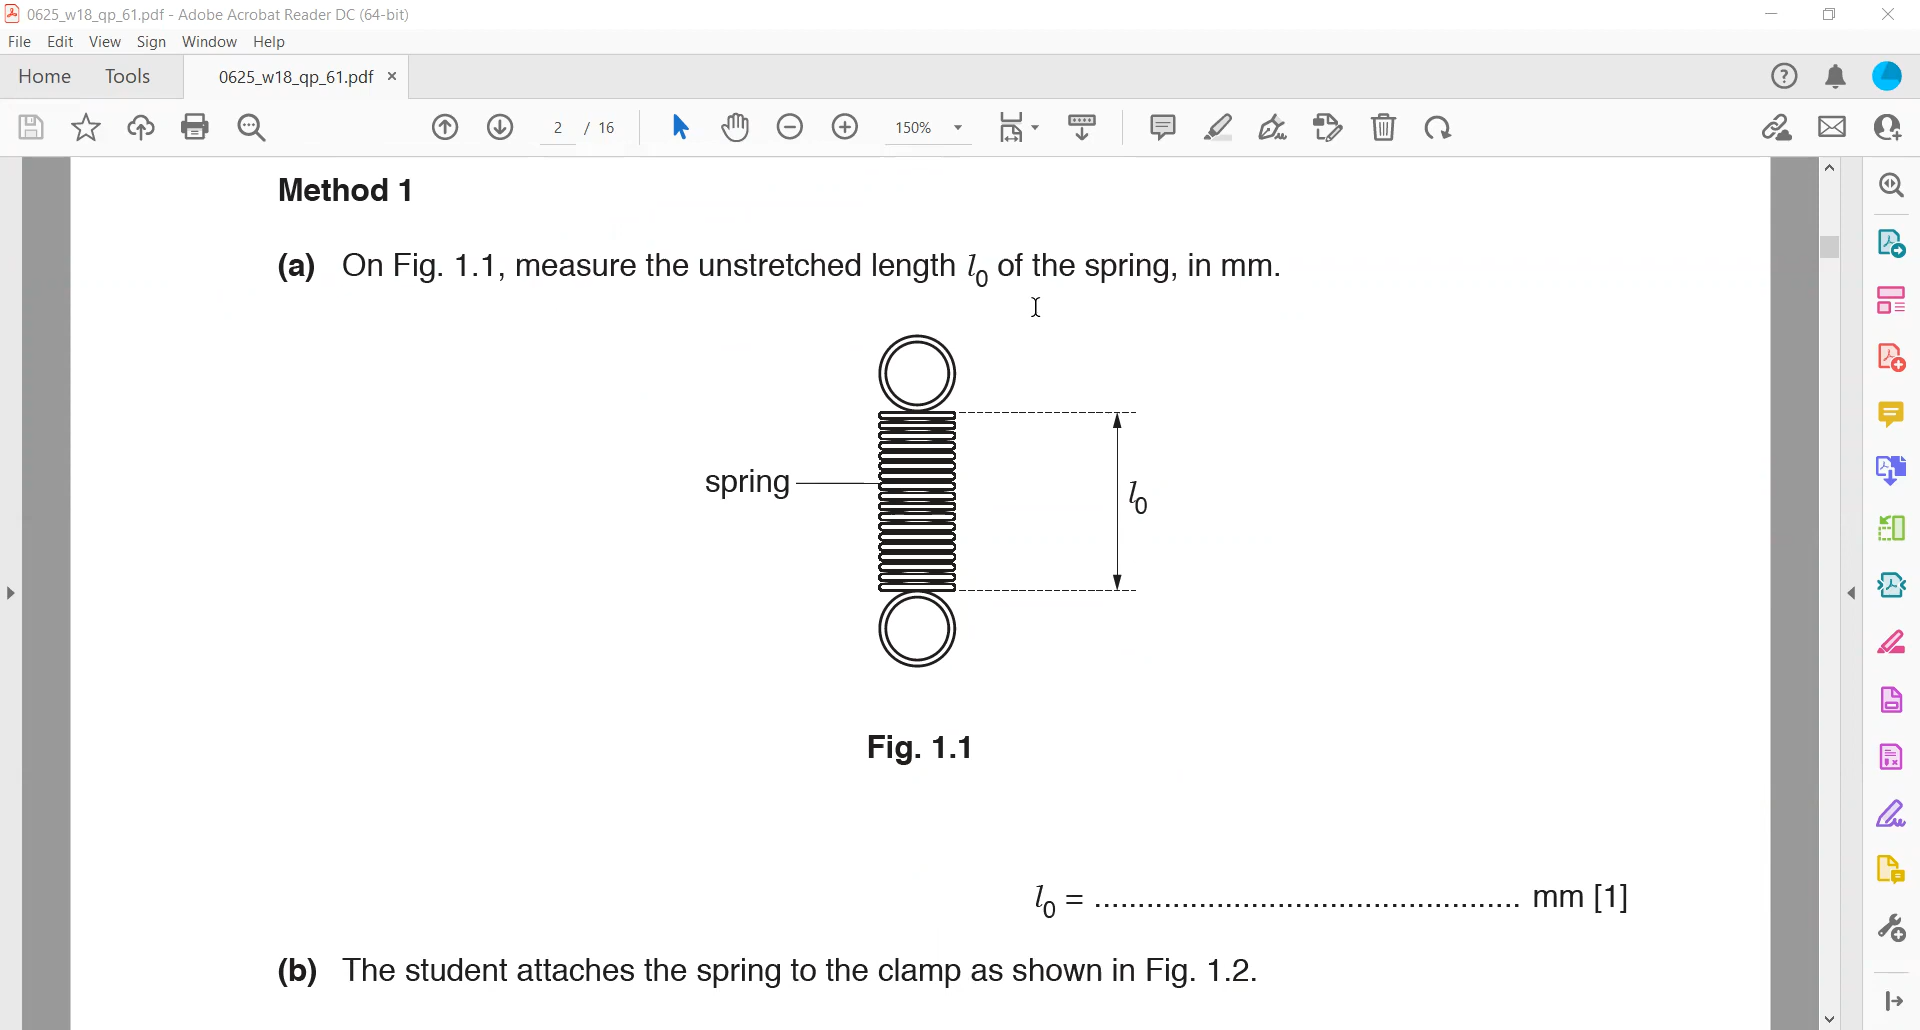 0625_w18_qp_61.pdf - Adobe Acrobat Reader DC (64-bit)
File Edit View Sign Window Help
Home Tools 0625_w18_qp_61.pdf ×
2 / 16 150%
Method 1
(a) On Fig. 1.1, measure the unstretched length l₀ of the spring, in mm.
spring
l₀
Fig. 1.1
l₀ = ................................................ mm [1]
(b) The student attaches the spring to the clamp as shown in Fig. 1.2.